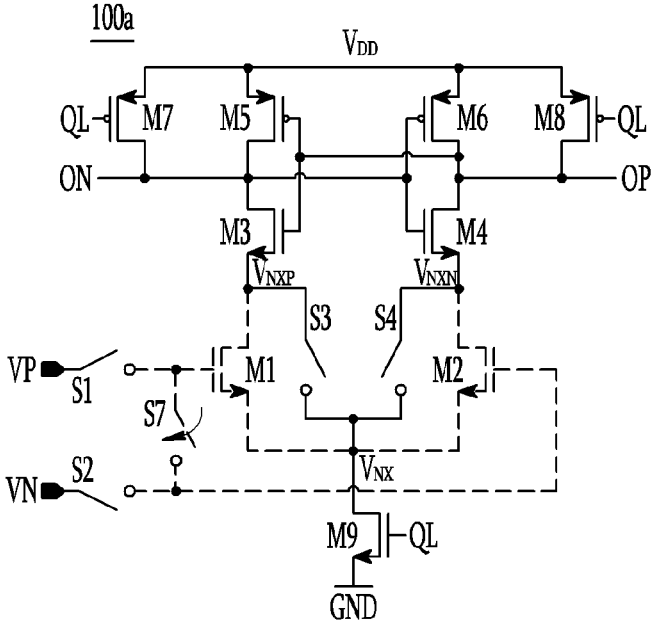 100a
VDD
QL
M7
M5
M6
M8
QL
ON
OP
M3
M4
VNXP
VNXN
S3
S4
VP
S1
M1
M2
S7
VN
S2
VNX
M9
QL
GND